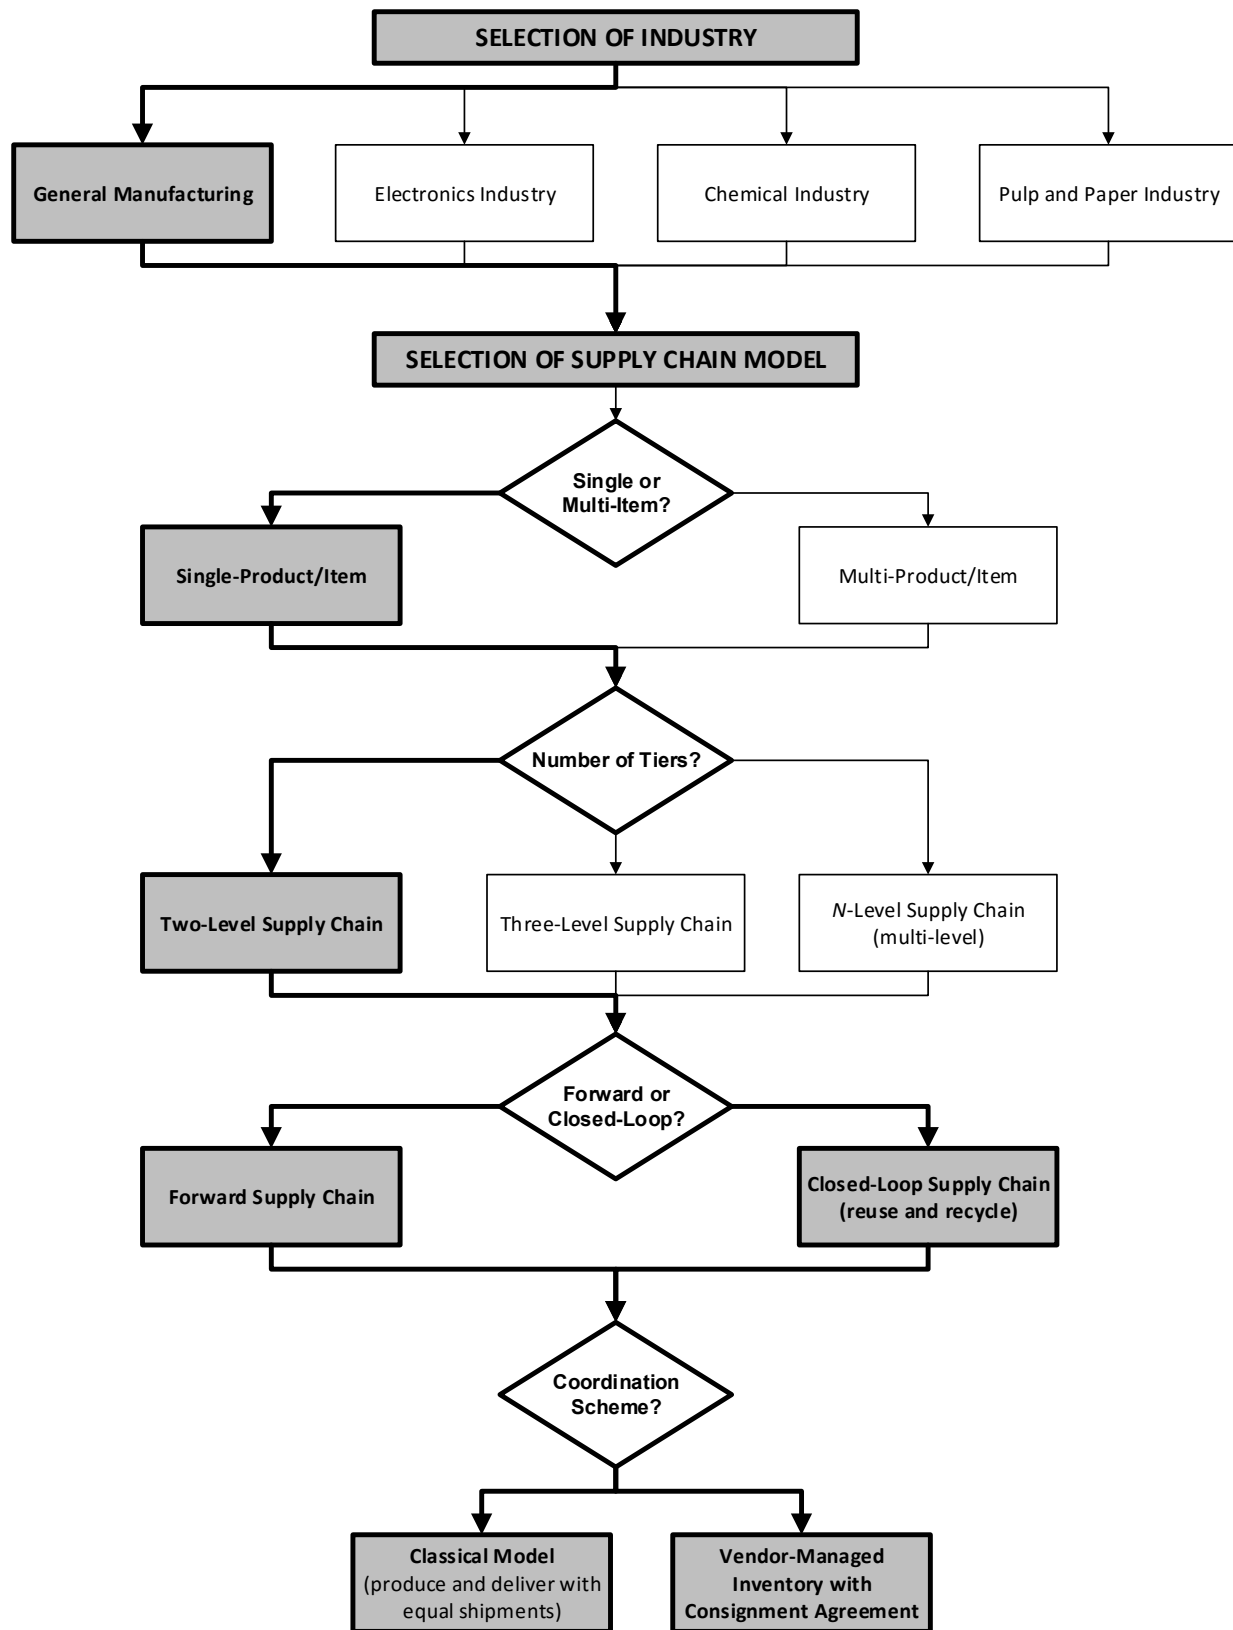 SELECTION OF INDUSTRY
General Manufacturing
Electronics Industry
Chemical Industry
Pulp and Paper Industry
SELECTION OF SUPPLY CHAIN MODEL
Single or
Multi-Item?
Single-Product/Item
Multi-Product/Item
Number of Tiers?
Two-Level Supply Chain
Three-Level Supply Chain
N-Level Supply Chain
(multi-level)
Forward or
Closed-Loop?
Forward Supply Chain
Closed-Loop Supply Chain
(reuse and recycle)
Coordination
Scheme?
Classical Model
(produce and deliver with
equal shipments)
Vendor-Managed
Inventory with
Consignment Agreement